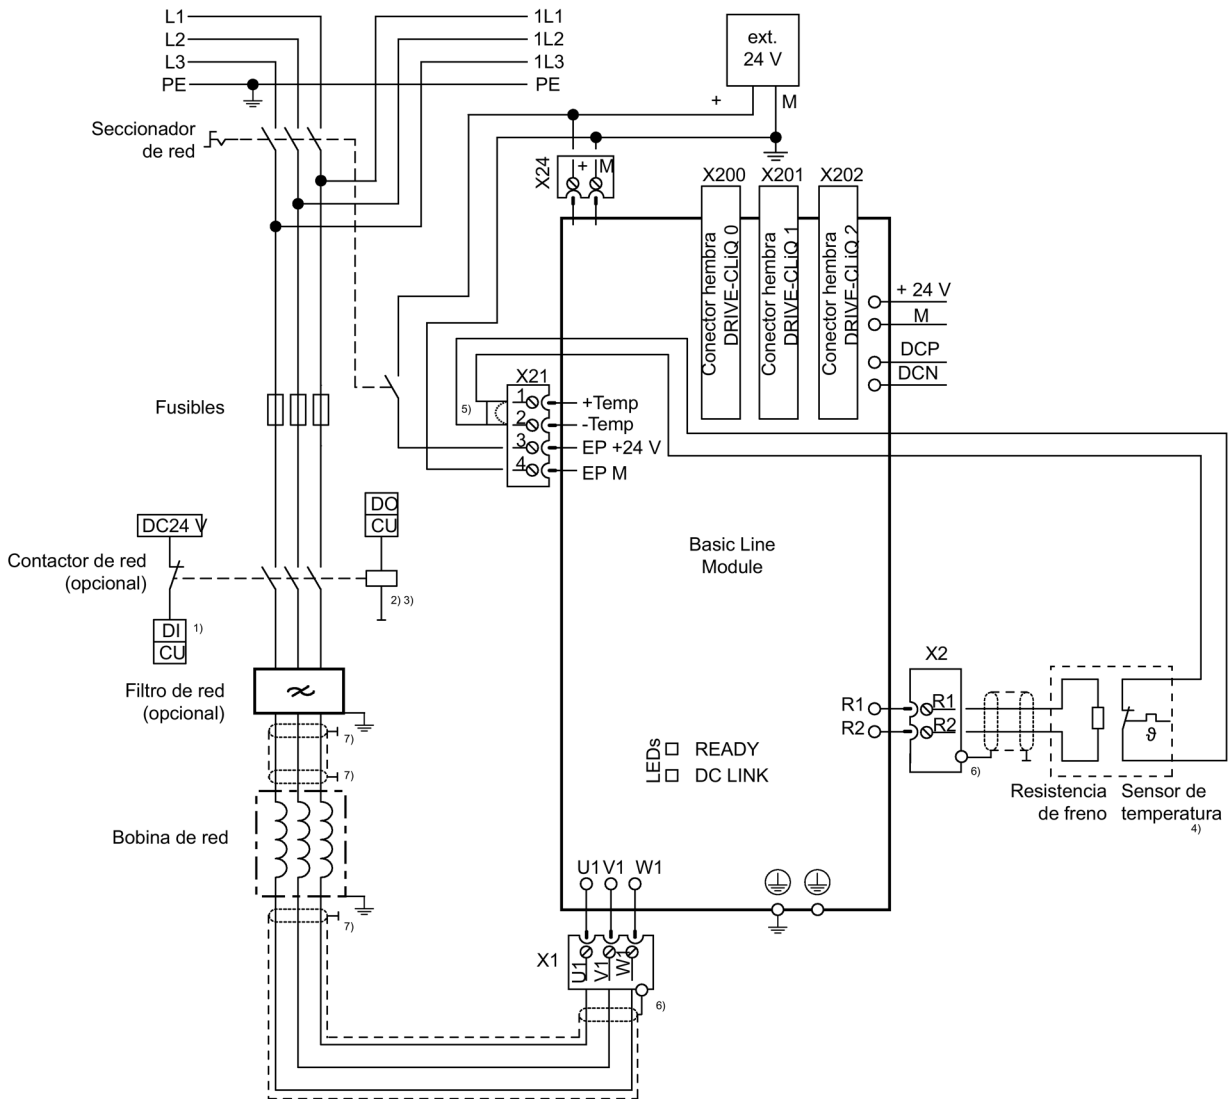 L1
L2
L3
PE
1L1
1L2
1L3
PE
ext.
24 V
+
M
Seccionador
de red
X24
+
M
X200
X201
X202
Conector hembra
DRIVE-CLiQ 0
Conector hembra
DRIVE-CLiQ 1
Conector hembra
DRIVE-CLiQ 2
+ 24 V
M
DCP
DCN
X21
1
2
3
4
5)
+Temp
-Temp
EP +24 V
EP M
Fusibles
DC24 V
DO
CU
Contactor de red
(opcional)
2) 3)
DI
CU
1)
Basic Line
Module
Filtro de red
(opcional)
7)
7)
X2
R1
R2
R1
R2
6)
ϑ
Resistencia
de freno
Sensor de
temperatura
4)
LEDs
READY
DC LINK
Bobina de red
7)
U1
V1
W1
X1
U1
V1
W1
6)